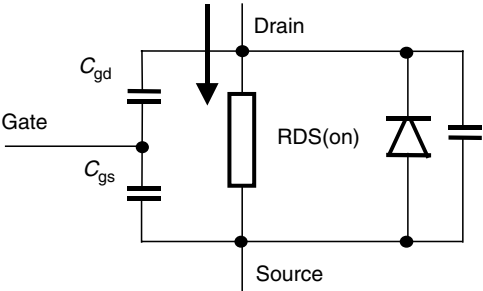 Drain
Cgd
Gate
RDS(on)
Cgs
Source